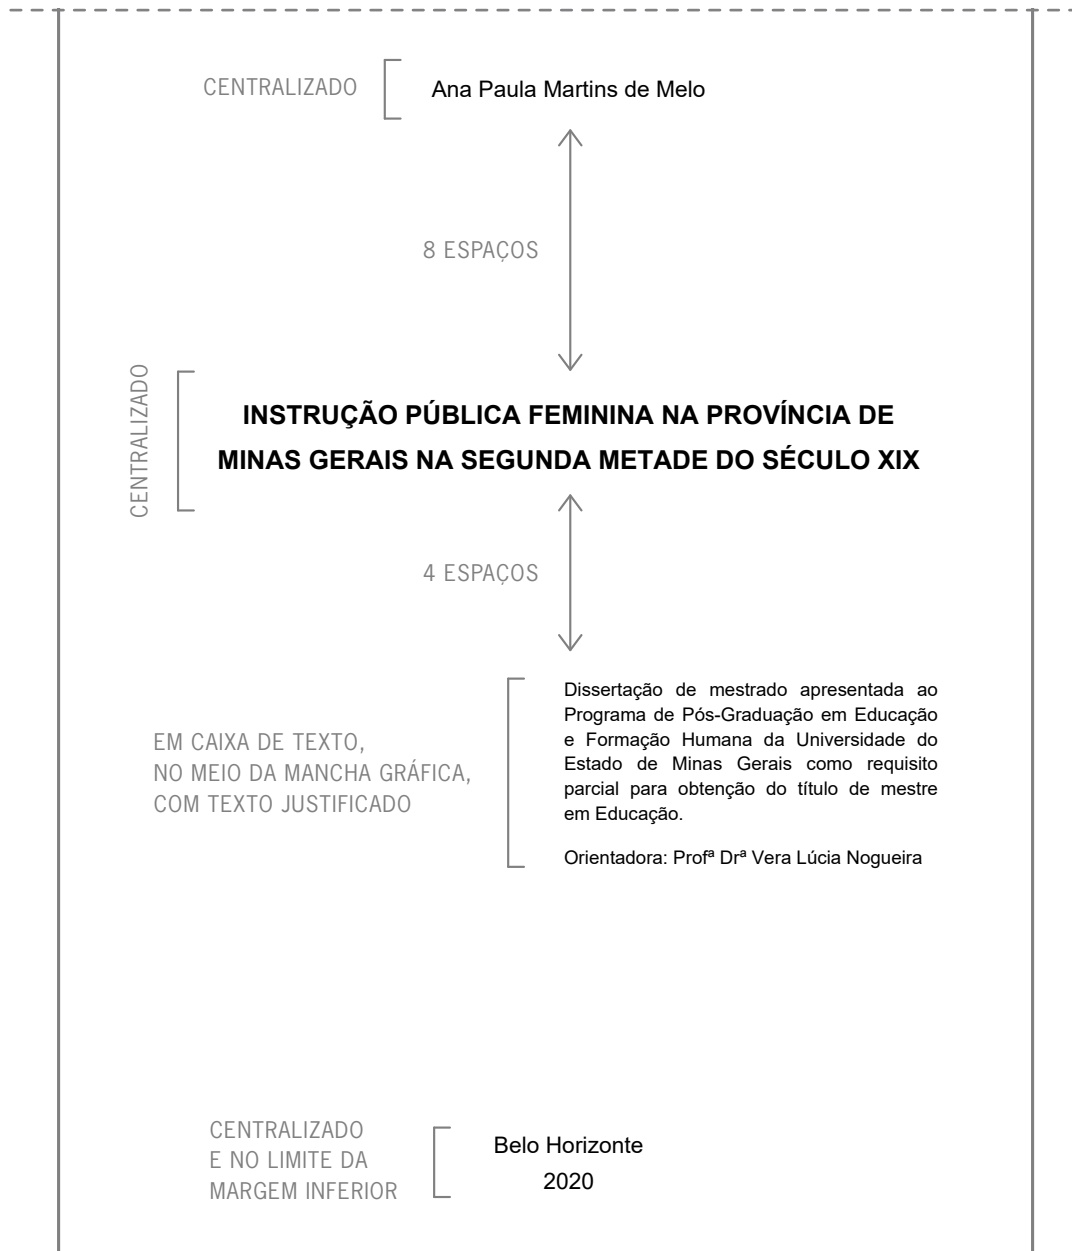 CENTRALIZADO
Ana Paula Martins de Melo
8 ESPAÇOS
CENTRALIZADO
INSTRUÇÃO PÚBLICA FEMININA NA PROVÍNCIA DE
MINAS GERAIS NA SEGUNDA METADE DO SÉCULO XIX
4 ESPAÇOS
EM CAIXA DE TEXTO,
NO MEIO DA MANCHA GRÁFICA,
COM TEXTO JUSTIFICADO
Dissertação de mestrado apresentada ao
Programa de Pós-Graduação em Educação
e Formação Humana da Universidade do
Estado de Minas Gerais como requisito
parcial para obtenção do título de mestre
em Educação.
Orientadora: Profª Drª Vera Lúcia Nogueira
CENTRALIZADO
E NO LIMITE DA
MARGEM INFERIOR
Belo Horizonte
2020